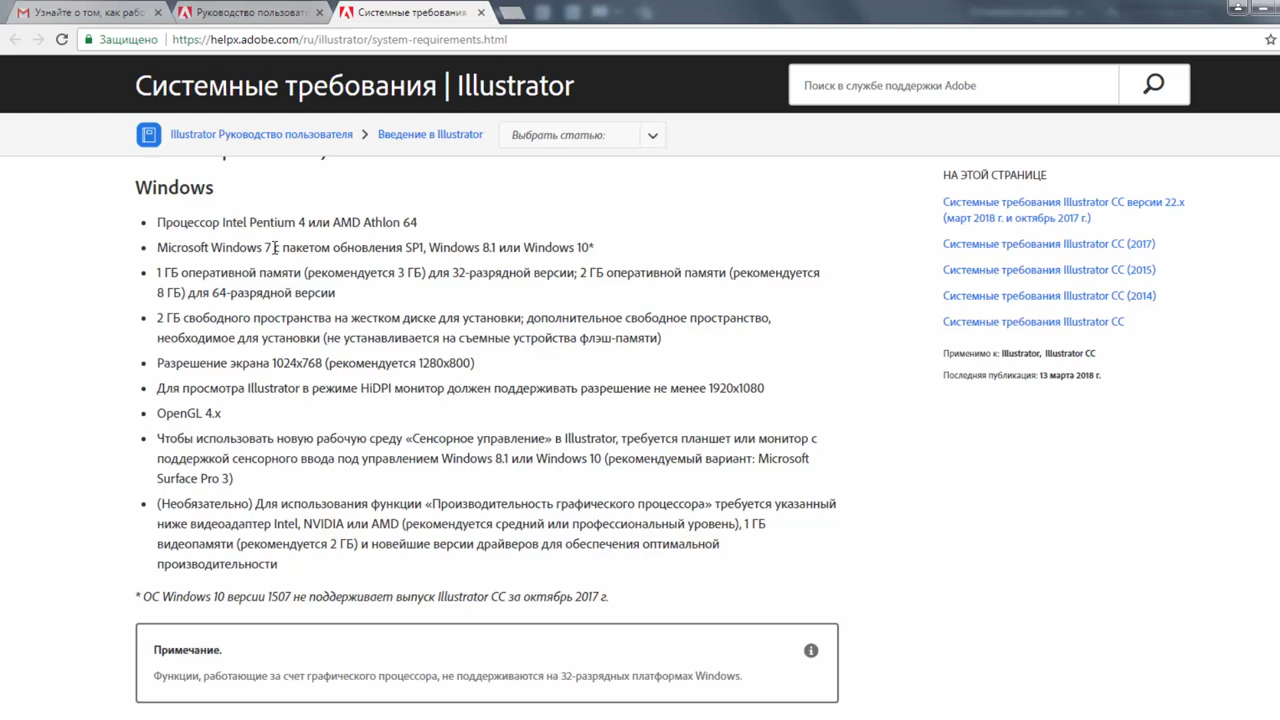 Узнайте о том, как рабо
Руководство пользоват
Системные требования
Защищено
https://helpx.adobe.com/ru/illustrator/system-requirements.html
Системные требования | Illustrator
Поиск в службе поддержки Adobe
Illustrator Руководство пользователя
Введение в Illustrator
Выбрать статью:
Windows
• Процессор Intel Pentium 4 или AMD Athlon 64
• Microsoft Windows 7 с пакетом обновления SP1, Windows 8.1 или Windows 10*
• 1 ГБ оперативной памяти (рекомендуется 3 ГБ) для 32-разрядной версии; 2 ГБ оперативной памяти (рекомендуется
8 ГБ) для 64-разрядной версии
• 2 ГБ свободного пространства на жестком диске для установки; дополнительное свободное пространство,
необходимое для установки (не устанавливается на съемные устройства флэш-памяти)
• Разрешение экрана 1024x768 (рекомендуется 1280x800)
• Для просмотра Illustrator в режиме HiDPI монитор должен поддерживать разрешение не менее 1920x1080
• OpenGL 4.x
• Чтобы использовать новую рабочую среду «Сенсорное управление» в Illustrator, требуется планшет или монитор с
поддержкой сенсорного ввода под управлением Windows 8.1 или Windows 10 (рекомендуемый вариант: Microsoft
Surface Pro 3)
• (Необязательно) Для использования функции «Производительность графического процессора» требуется указанный
ниже видеоадаптер Intel, NVIDIA или AMD (рекомендуется средний или профессиональный уровень), 1 ГБ
видеопамяти (рекомендуется 2 ГБ) и новейшие версии драйверов для обеспечения оптимальной
производительности
* ОС Windows 10 версии 1507 не поддерживает выпуск Illustrator CC за октябрь 2017 г.
Примечание.
Функции, работающие за счет графического процессора, не поддерживаются на 32-разрядных платформах Windows.
НА ЭТОЙ СТРАНИЦЕ
Системные требования Illustrator CC версии 22.x
(март 2018 г. и октябрь 2017 г.)
Системные требования Illustrator CC (2017)
Системные требования Illustrator CC (2015)
Системные требования Illustrator CC (2014)
Системные требования Illustrator CC
Применимо к: Illustrator, Illustrator CC
Последняя публикация: 13 марта 2018 г.